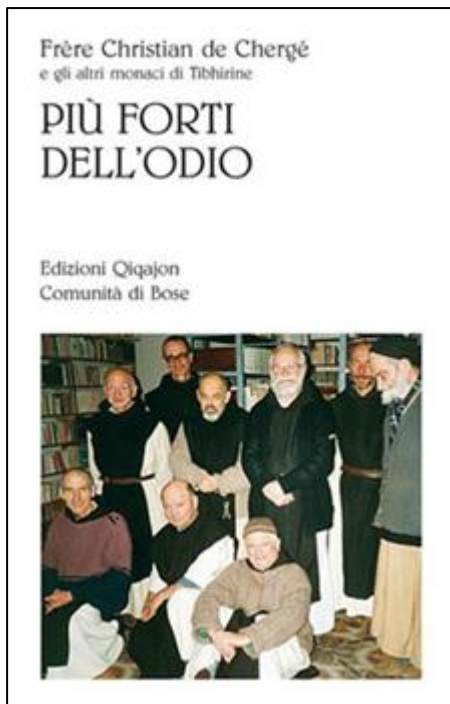 Frère Christian de Chergé
e gli altri monaci di Tibhirine
PIÙ FORTI
DELL'ODIO
Edizioni Qiqajon
Comunità di Bose